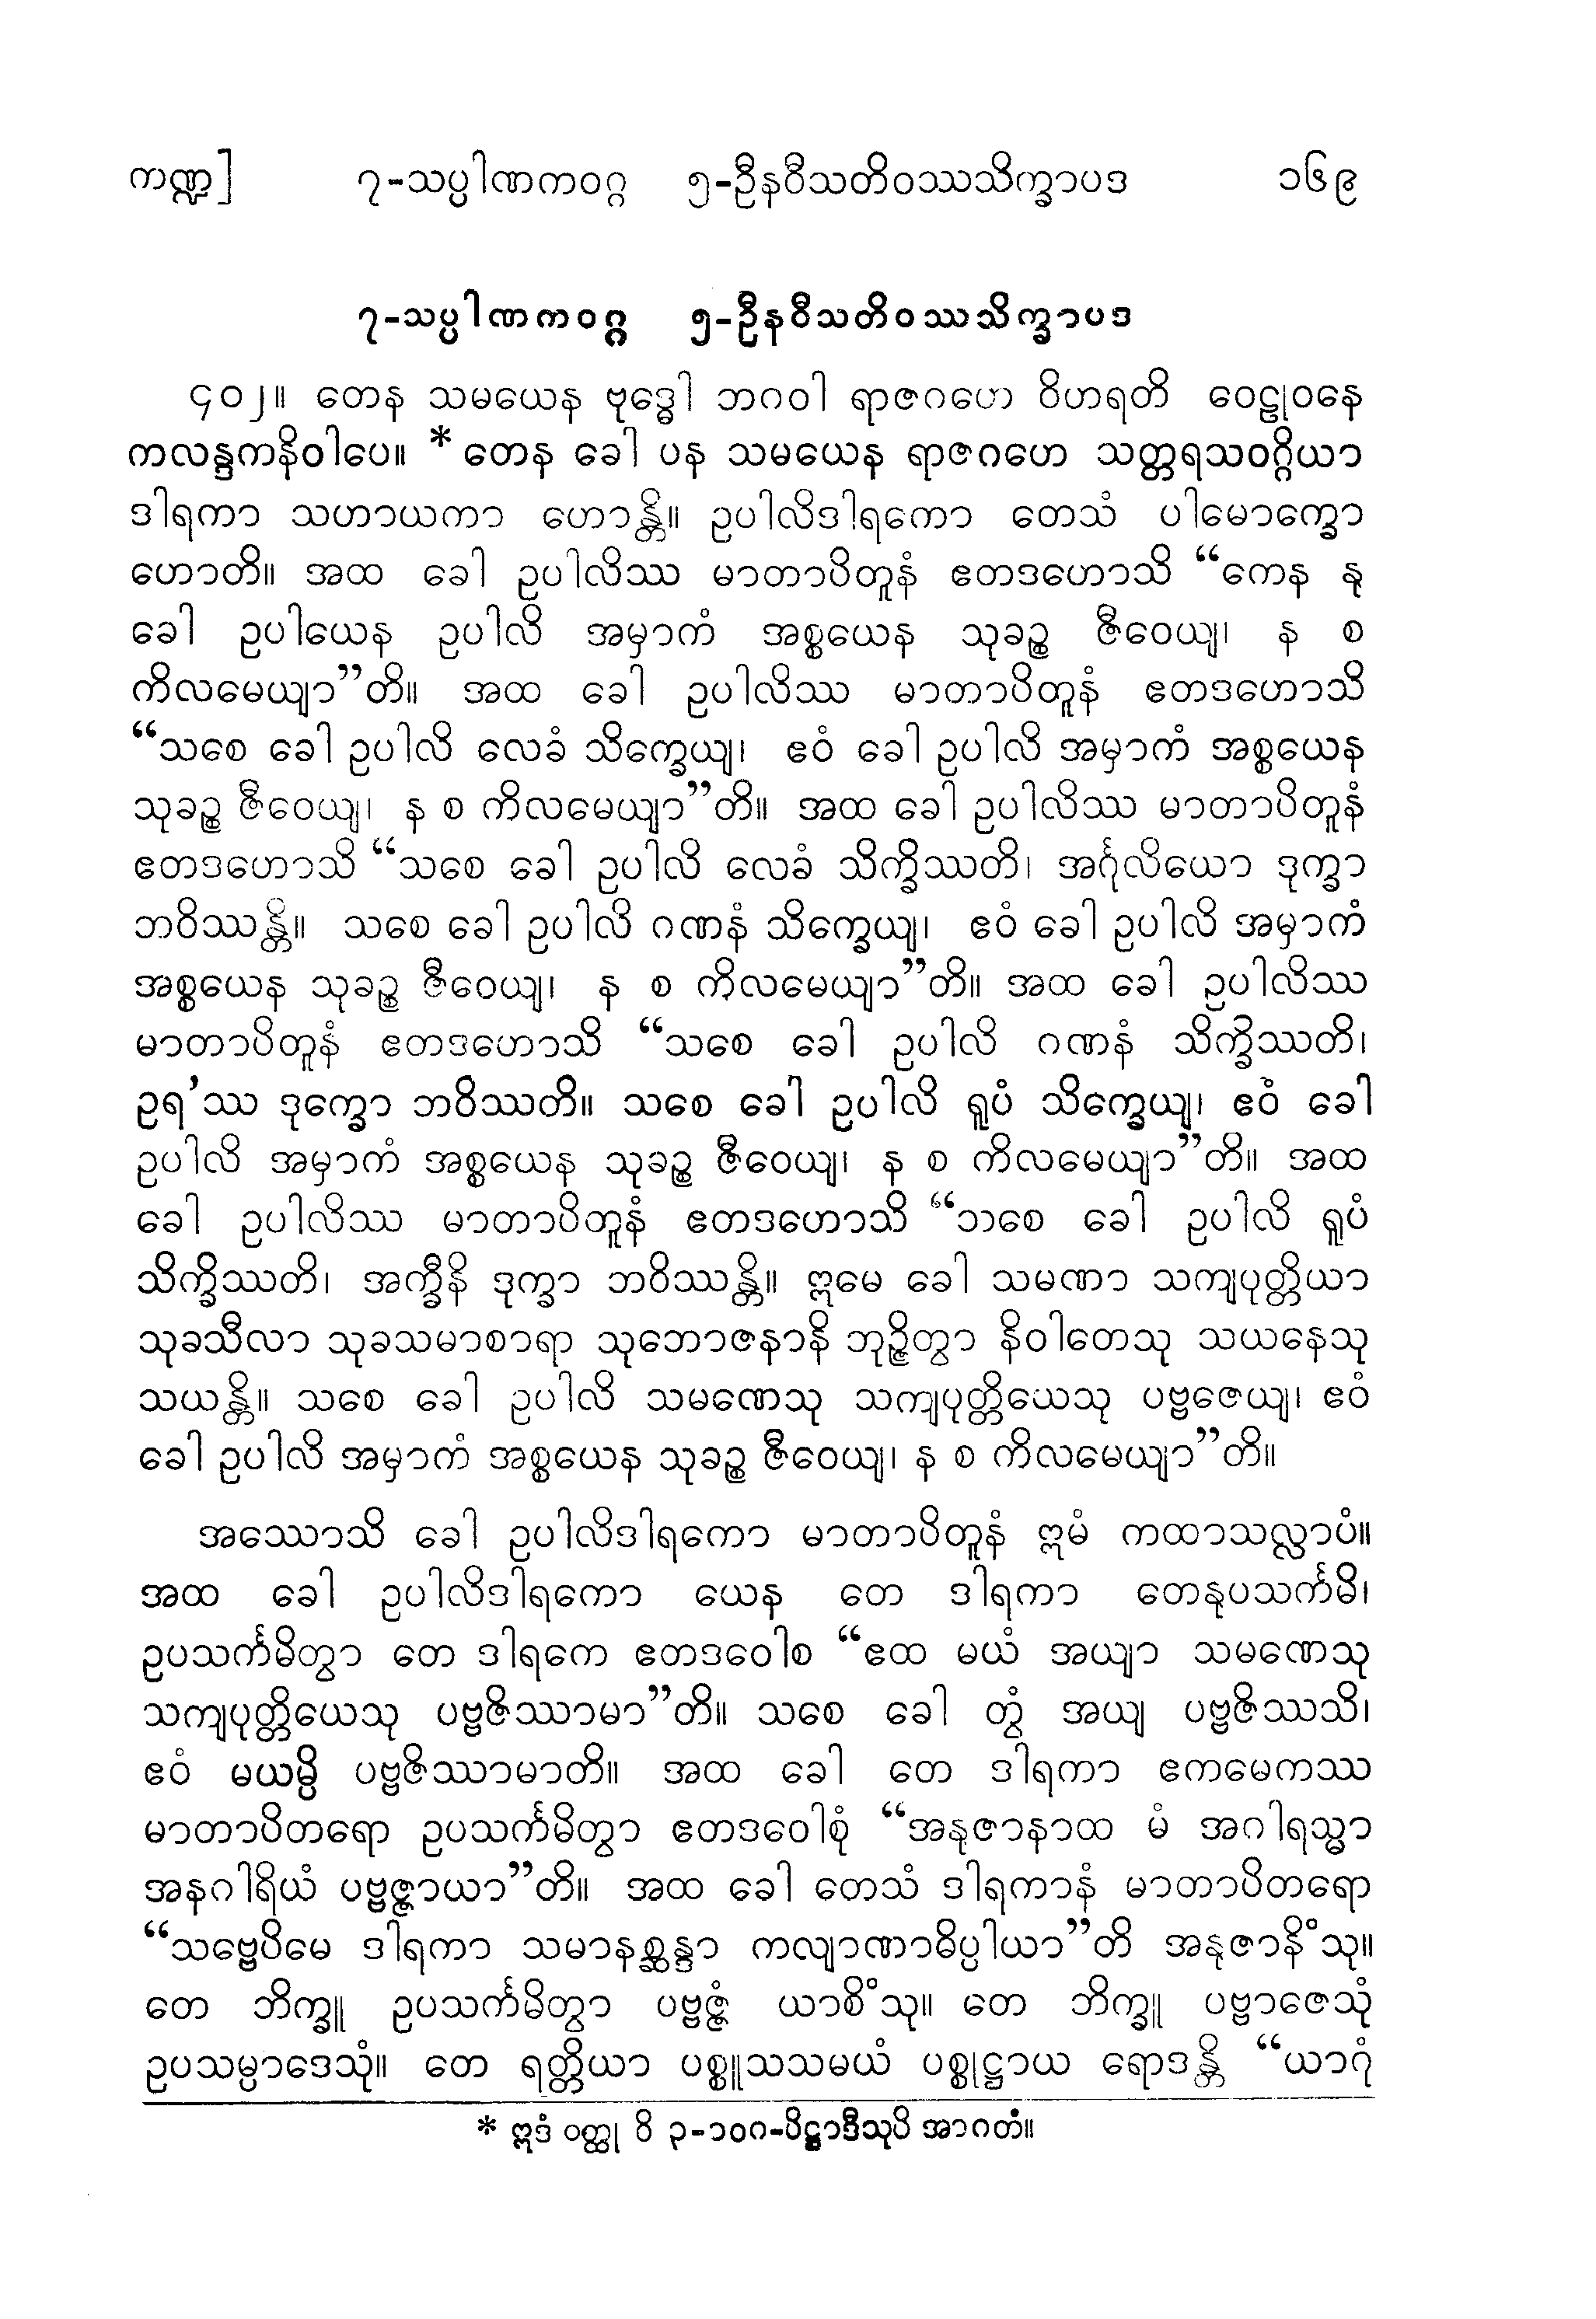 ကဏ္ဍ] ၇-သပ္ပါဏကဝဂ္ဂ ၅-ဦနဝီသတိဝဿသိက္ခာပဒ ၁၆၉
၇-သပ္ပါဏကဝဂ္ဂ ၅-ဦနဝီသတိဝဿသိက္ခာပဒ
၄၀၂။ တေန သမယေန ဗုဒ္ဓေါ ဘဂဝါ ရာဇဂဟေ ဝိဟရတိ ဝေဠုဝနေ
ကလန္ဒကနိဝါပေ။ * တေန ခေါ ပန သမယေန ရာဇဂဟေ သတ္တရသဝဂ္ဂိယာ
ဒါရကာ သဟာယကာ ဟောန္တိ။ ဥပါလိဒါရကော တေသံ ပါမောက္ခော
ဟောတိ။ အထ ခေါ ဥပါလိဿ မာတာပိတူနံ ဧတဒဟောသိ “ကေန နု
ခေါ ဥပါယေန ဥပါလိ အမှာကံ အစ္စယေန သုခဉ္စ ဇီဝေယျ၊ န စ
ကိလမေယျာ”တိ။ အထ ခေါ ဥပါလိဿ မာတာပိတူနံ ဧတဒဟောသိ
“သစေ ခေါ ဥပါလိ လေခံ သိက္ခေယျ၊ ဧဝံ ခေါ ဥပါလိ အမှာကံ အစ္စယေန
သုခဉ္စ ဇီဝေယျ၊ န စ ကိလမေယျာ”တိ။ အထ ခေါ ဥပါလိဿ မာတာပိတူနံ
ဧတဒဟောသိ “သစေ ခေါ ဥပါလိ လေခံ သိက္ခိဿတိ၊ အင်္ဂုလိယော ဒုက္ခာ
ဘဝိဿန္တိ။ သစေ ခေါ ဥပါလိ ဂဏနံ သိက္ခေယျ၊ ဧဝံ ခေါ ဥပါလိ အမှာကံ
အစ္စယေန သုခဉ္စ ဇီဝေယျ၊ န စ ကိလမေယျာ”တိ။ အထ ခေါ ဥပါလိဿ
မာတာပိတူနံ ဧတဒဟောသိ “သစေ ခေါ ဥပါလိ ဂဏနံ သိက္ခိဿတိ၊
ဥရ’ဿ ဒုက္ခော ဘဝိဿတိ။ သစေ ခေါ ဥပါလိ ရူပံ သိက္ခေယျ၊ ဧဝံ ခေါ
ဥပါလိ အမှာကံ အစ္စယေန သုခဉ္စ ဇီဝေယျ၊ န စ ကိလမေယျာ”တိ။ အထ
ခေါ ဥပါလိဿ မာတာပိတူနံ ဧတဒဟောသိ “သစေ ခေါ ဥပါလိ ရူပံ
သိက္ခိဿတိ၊ အက္ခီနိ ဒုက္ခာ ဘဝိဿန္တိ။ ဣမေ ခေါ သမဏာ သကျပုတ္တိယာ
သုခသီလာ သုခသမာစာရာ သုဘောဇနာနိ ဘုဉ္ဇိတွာ နိဝါတေသု သယနေသု
သယန္တိ။ သစေ ခေါ ဥပါလိ သမဏေသု သကျပုတ္တိယေသု ပဗ္ဗဇေယျ၊ ဧဝံ
ခေါ ဥပါလိ အမှာကံ အစ္စယေန သုခဉ္စ ဇီဝေယျ၊ န စ ကိလမေယျာ”တိ။
အဿောသိ ခေါ ဥပါလိဒါရကော မာတာပိတူနံ ဣမံ ကထာသလ္လာပံ။
အထ ခေါ ဥပါလိဒါရကော ယေန တေ ဒါရကာ တေနုပသင်္ကမိ၊
ဥပသင်္ကမိတွာ တေ ဒါရကေ ဧတဒဝေါစ “ဧထ မယံ အယျာ သမဏေသု
သကျပုတ္တိယေသု ပဗ္ဗဇိဿာမာ”တိ။ သစေ ခေါ တွံ အယျ ပဗ္ဗဇိဿသိ၊
ဧဝံ မယမ္ပိ ပဗ္ဗဇိဿာမာတိ။ အထ ခေါ တေ ဒါရကာ ဧကမေကဿ
မာတာပိတရော ဥပသင်္ကမိတွာ ဧတဒဝေါစုံ “အနုဇာနာထ မံ အဂါရသ္မာ
အနဂါရိယံ ပဗ္ဗဇ္ဇာယာ”တိ။ အထ ခေါ တေသံ ဒါရကာနံ မာတာပိတရော
“သဗ္ဗေပိမေ ဒါရကာ သမာနစ္ဆန္ဒာ ကလျာဏာဓိပ္ပါယာ”တိ အနုဇာနိံသု။
တေ ဘိက္ခူ ဥပသင်္ကမိတွာ ပဗ္ဗဇ္ဇံ ယာစိံသု။ တေ ဘိက္ခူ ပဗ္ဗာဇေသုံ
ဥပသမ္ပာဒေသုံ။ တေ ရတ္တိယာ ပစ္စူသသမယံ ပစ္စုဋ္ဌာယ ရောဒန္တိ “ယာဂုံ
* ဣဒံ ဝတ္ထု ဝိ ၃-၁၀၈-ပိဋ္ဌာဒီသုပိ အာဂတံ။